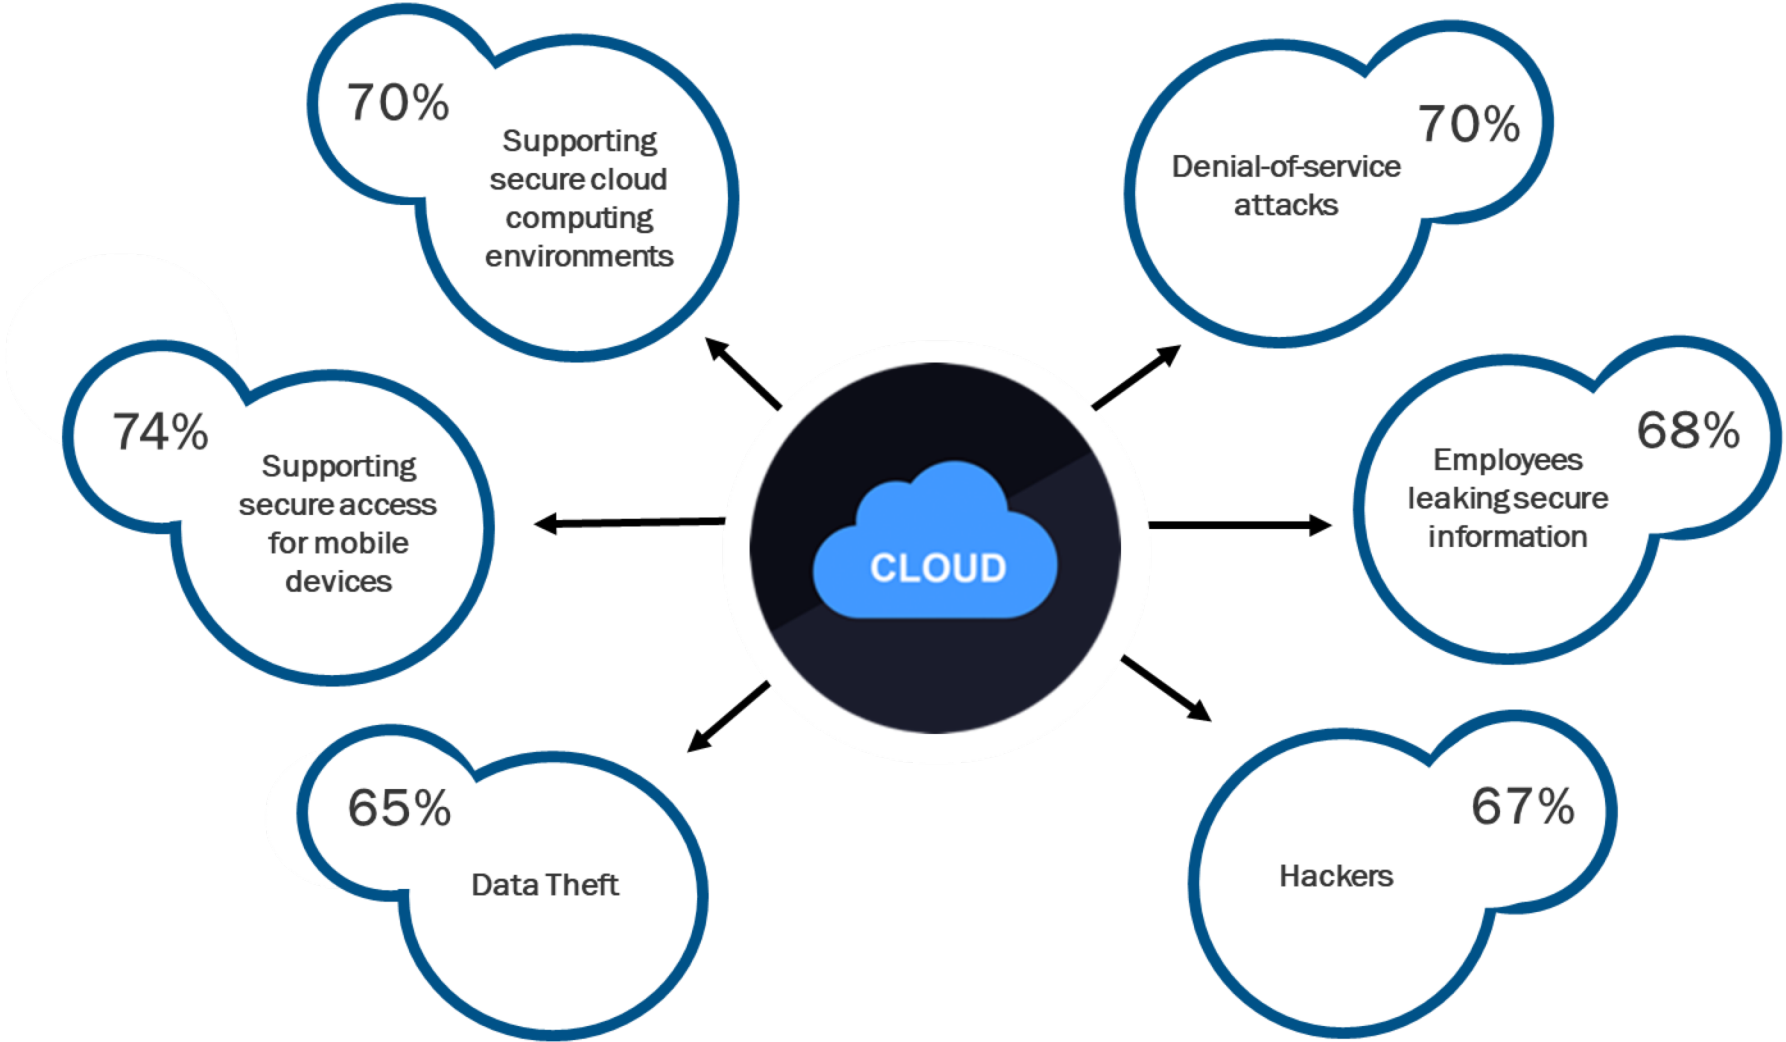 70%
Supporting
secure cloud
computing
environments
70%
Denial-of-service
attacks
74%
Supporting
secure access
for mobile
devices
CLOUD
68%
Employees
leaking secure
information
65%
Data Theft
67%
Hackers